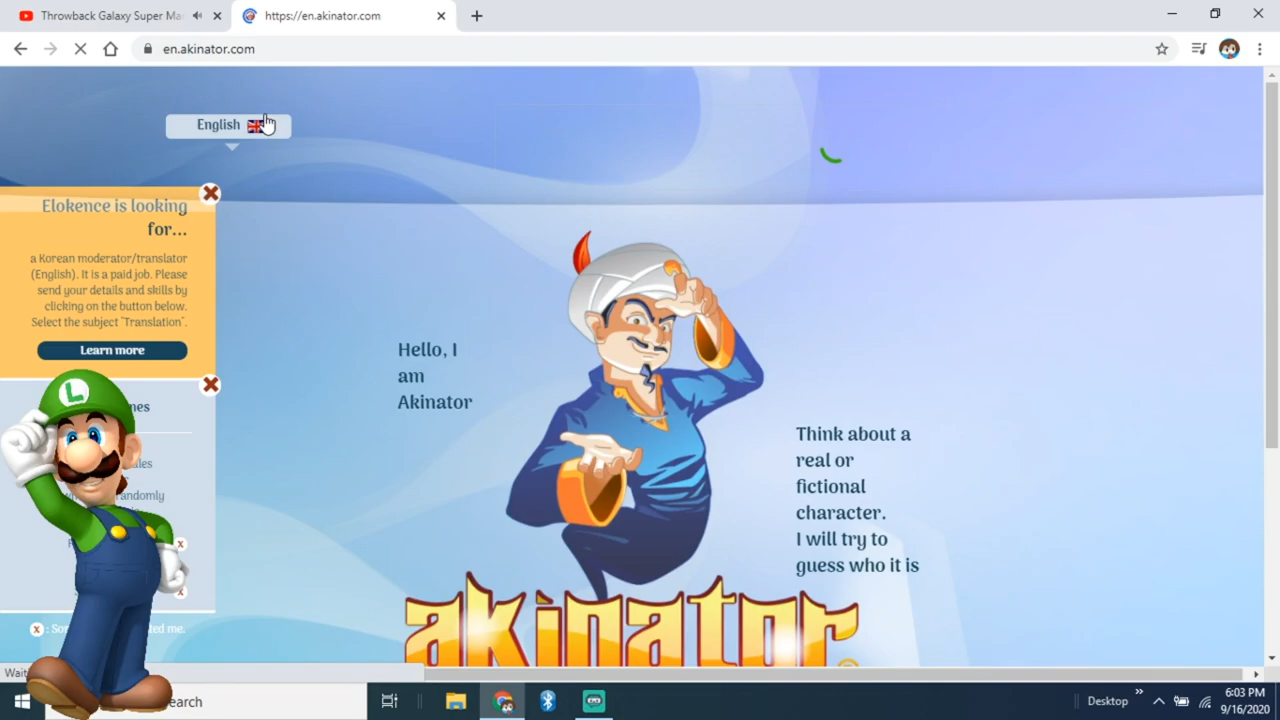 Throwback Galaxy Super Ma
https://en.akinator.com
en.akinator.com
English
Elokence is looking
for...
a Korean moderator/translator
(English). It is a paid job. Please
send your details and skills by
clicking on the button below.
Select the subject "Translation".
Learn more
Hello, I
am
Akinator
Think about a
real or
fictional
character.
I will try to
guess who it is
akinator
L
randomly
x
x
x
ted me.
Desktop
6:03 PM
9/16/2020